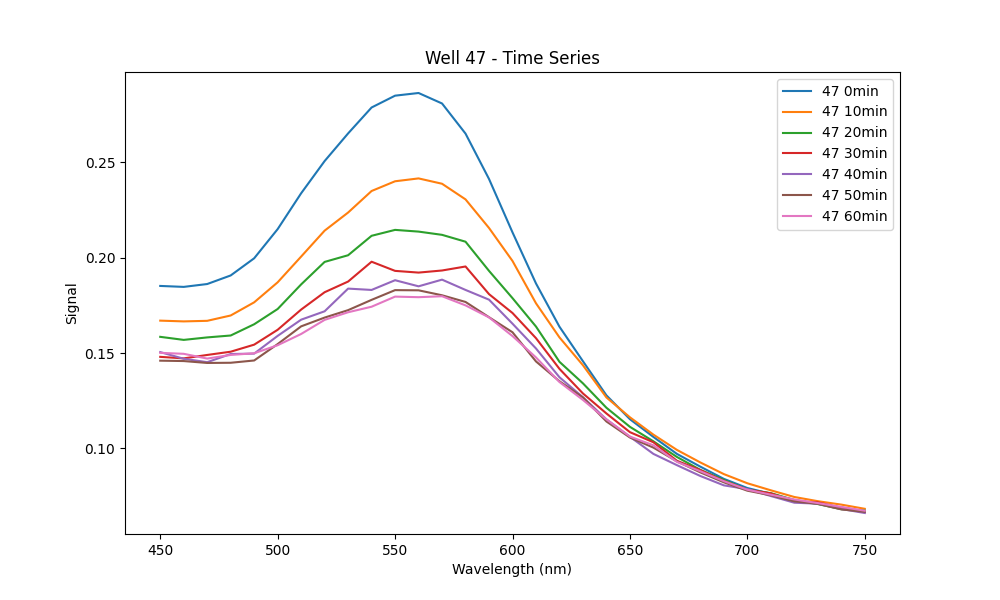 Well 47 - Time Series
47 0min
47 10min
47 20min
47 30min
47 40min
47 50min
47 60min
Signal
0.25
0.20
0.15
0.10
450 500 550 600 650 700 750
Wavelength (nm)